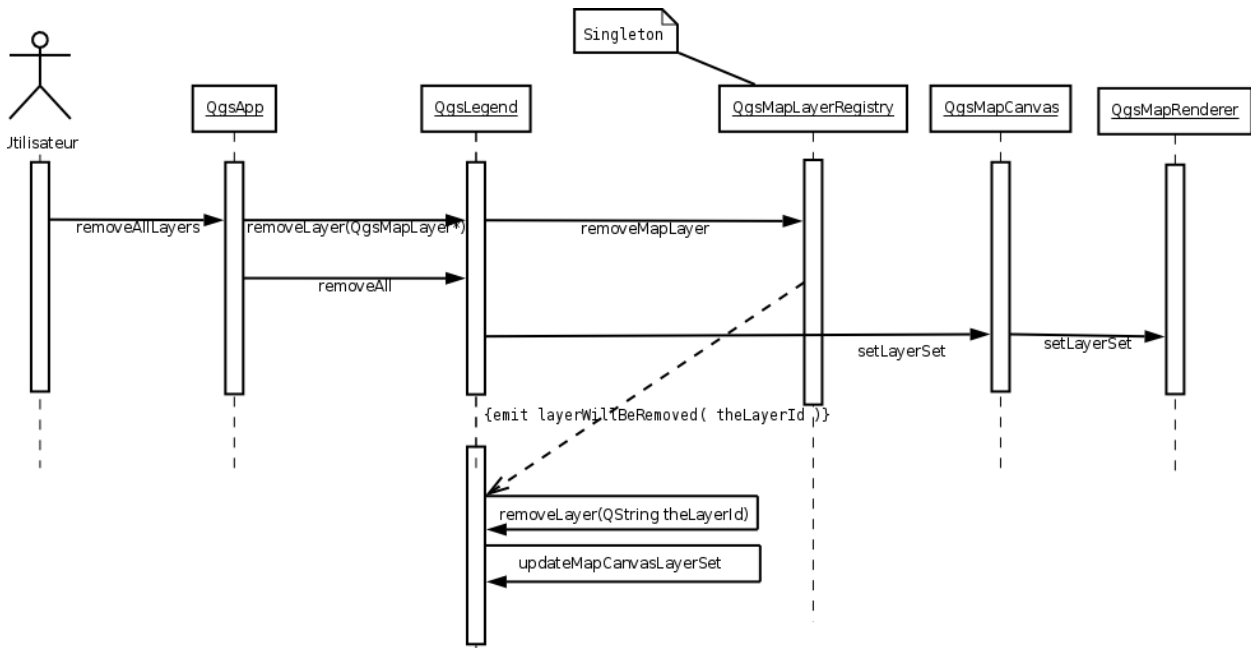 Singleton
QgsApp
QgsLegend
QgsMapLayerRegistry
QgsMapCanvas
QgsMapRenderer
Utilisateur
removeAllLayers
removeLayer(QgsMapLayer*)
removeMapLayer
removeAll
setLayerSet
setLayerSet
{emit layerWillBeRemoved( theLayerId )}
removeLayer(QString theLayerId)
updateMapCanvasLayerSet